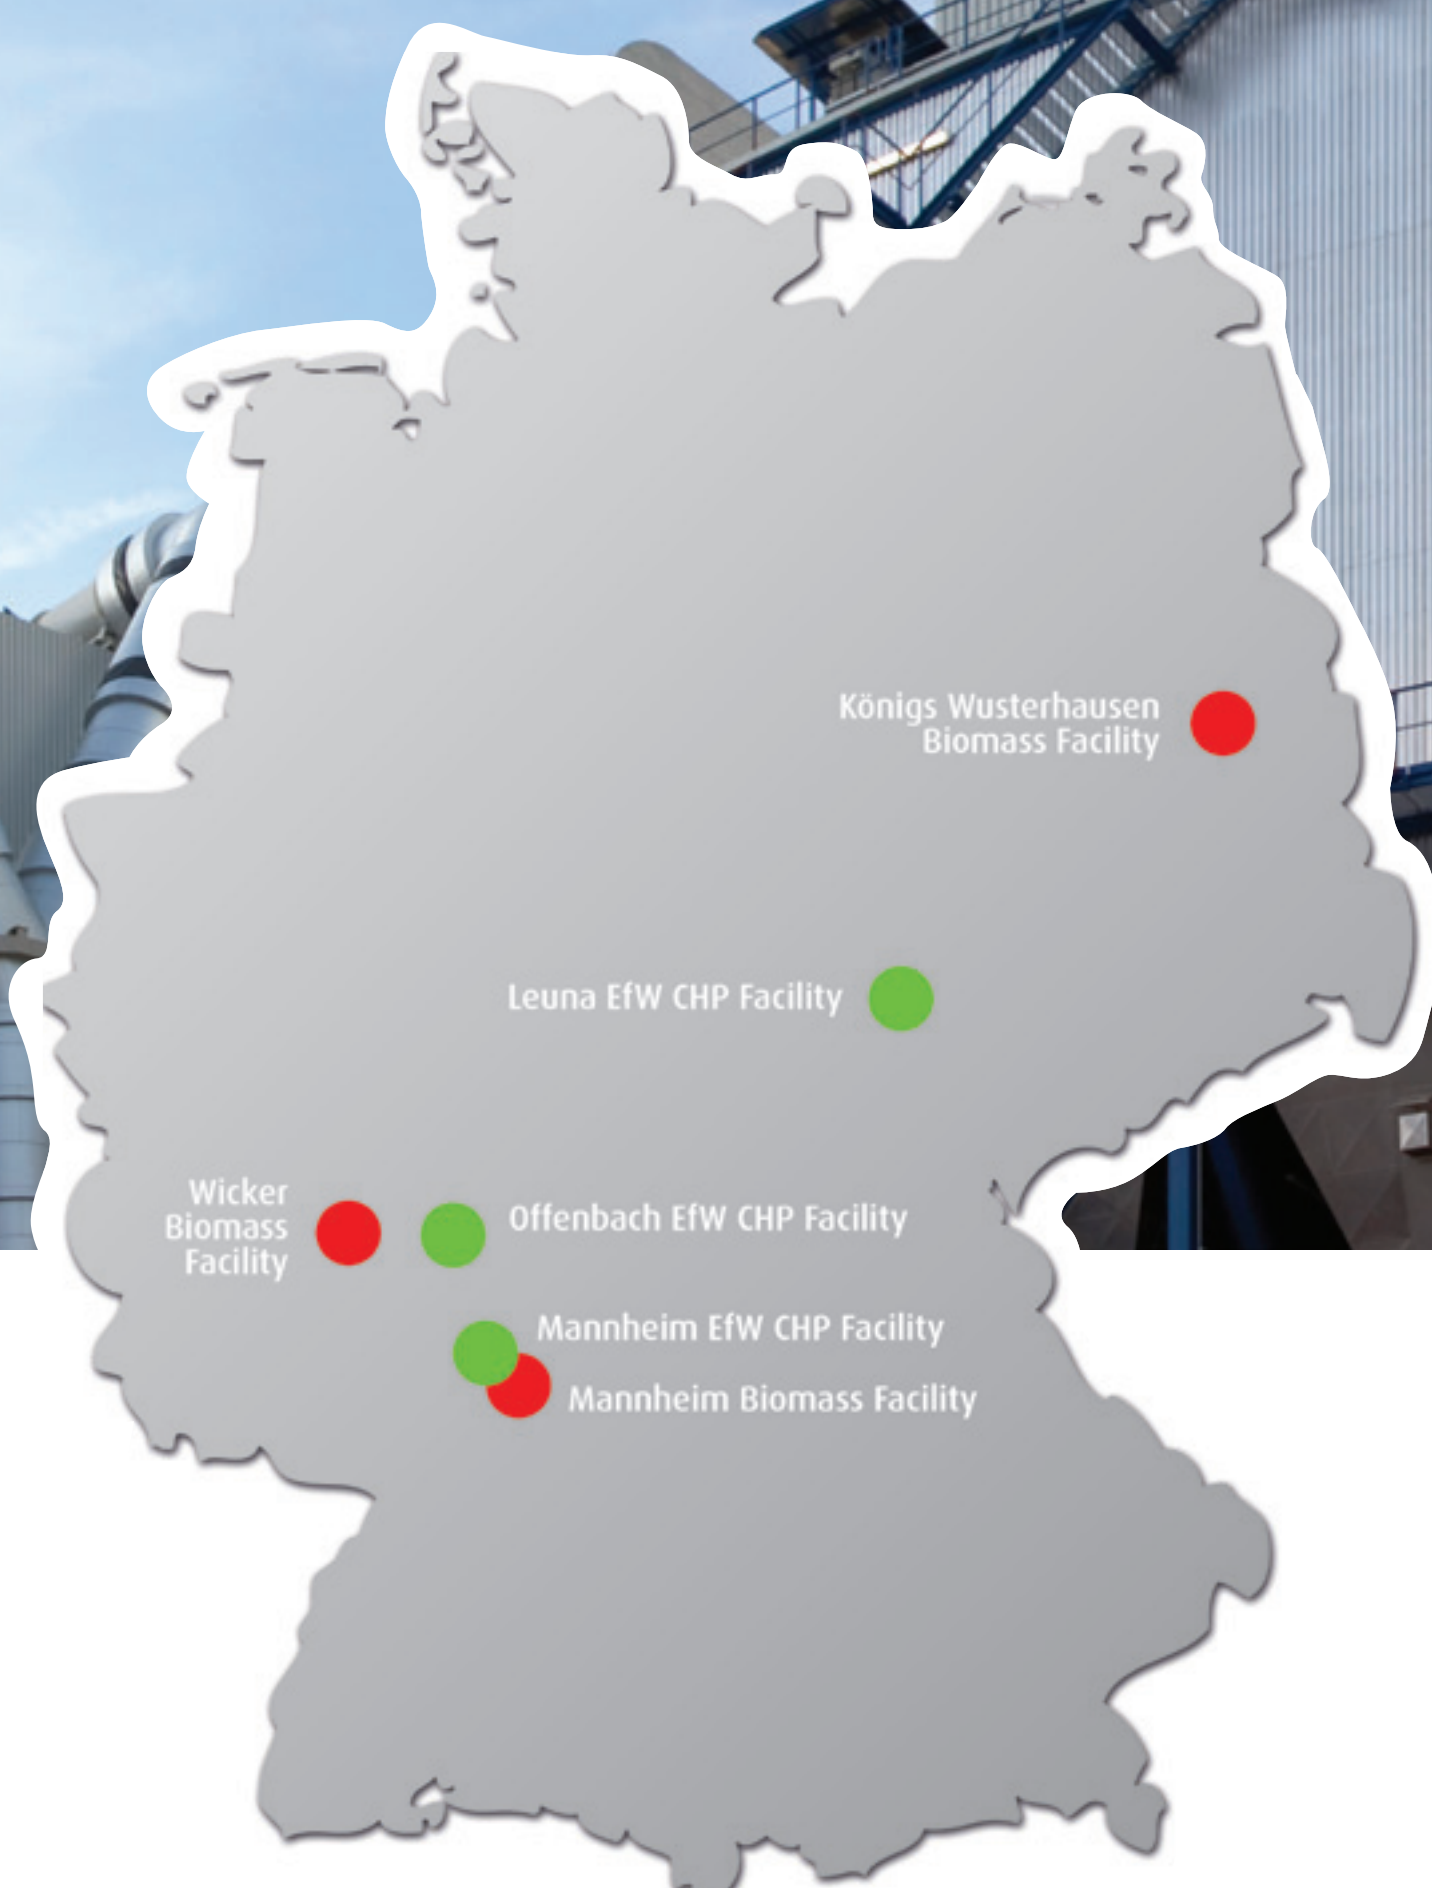 Königs Wusterhausen
Biomass Facility
Leuna EfW CHP Facility
Wicker
Biomass
Facility
Offenbach EfW CHP Facility
Mannheim EfW CHP Facility
Mannheim Biomass Facility